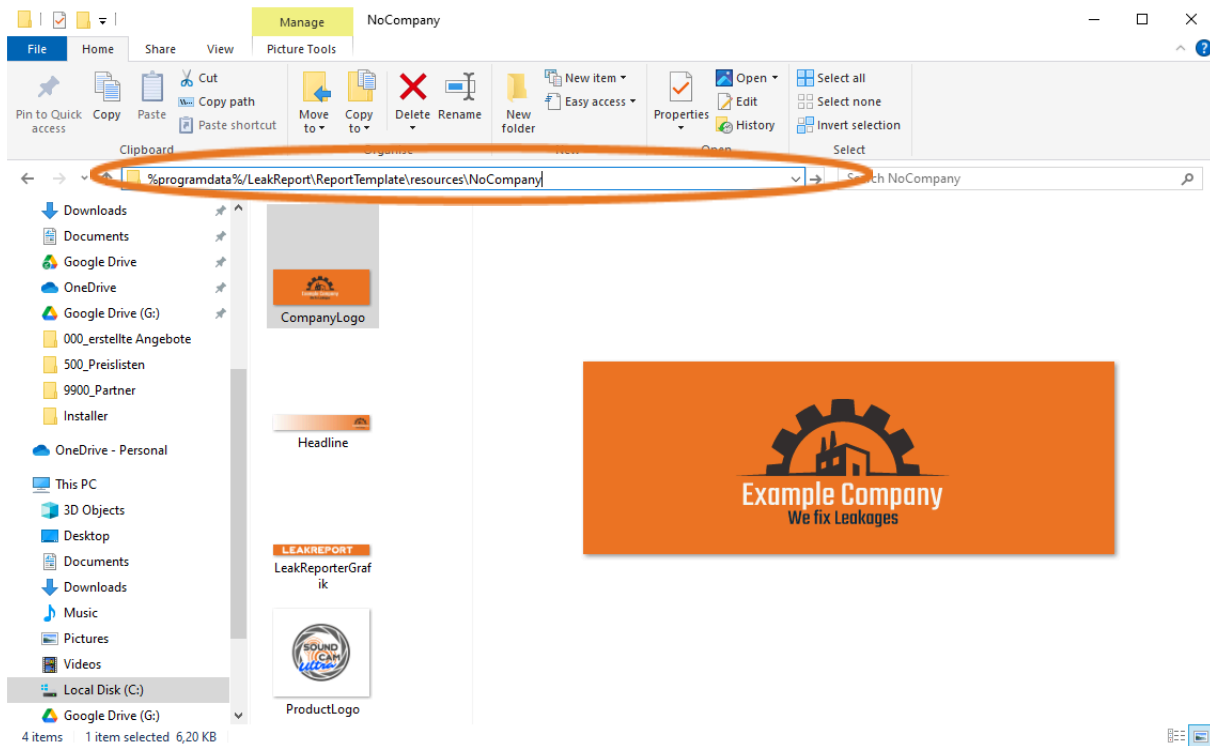 Manage
NoCompany
File
Home
Share
View
Picture Tools
Pin to Quick access
Copy
Paste
Cut
Copy path
Paste shortcut
Move to
Copy to
Delete
Rename
New folder
New item
Easy access
Properties
Open
Edit
History
Select all
Select none
Invert selection
Clipboard
Select
%programdata%/LeakReport\ReportTemplate\resources\NoCompany
NoCompany
Downloads
Documents
Google Drive
OneDrive
Google Drive (G:)
000_erstellte Angebote
500_Preislisten
9900_Partner
Installer
OneDrive - Personal
This PC
3D Objects
Desktop
Documents
Downloads
Music
Pictures
Videos
Local Disk (C:)
Google Drive (G:)
CompanyLogo
Headline
LEAKREPORT
LeakReporterGraf
ik
SOUND
CAM
Ultra
ProductLogo
Example Company
We fix Leakages
4 items
1 item selected 6,20 KB